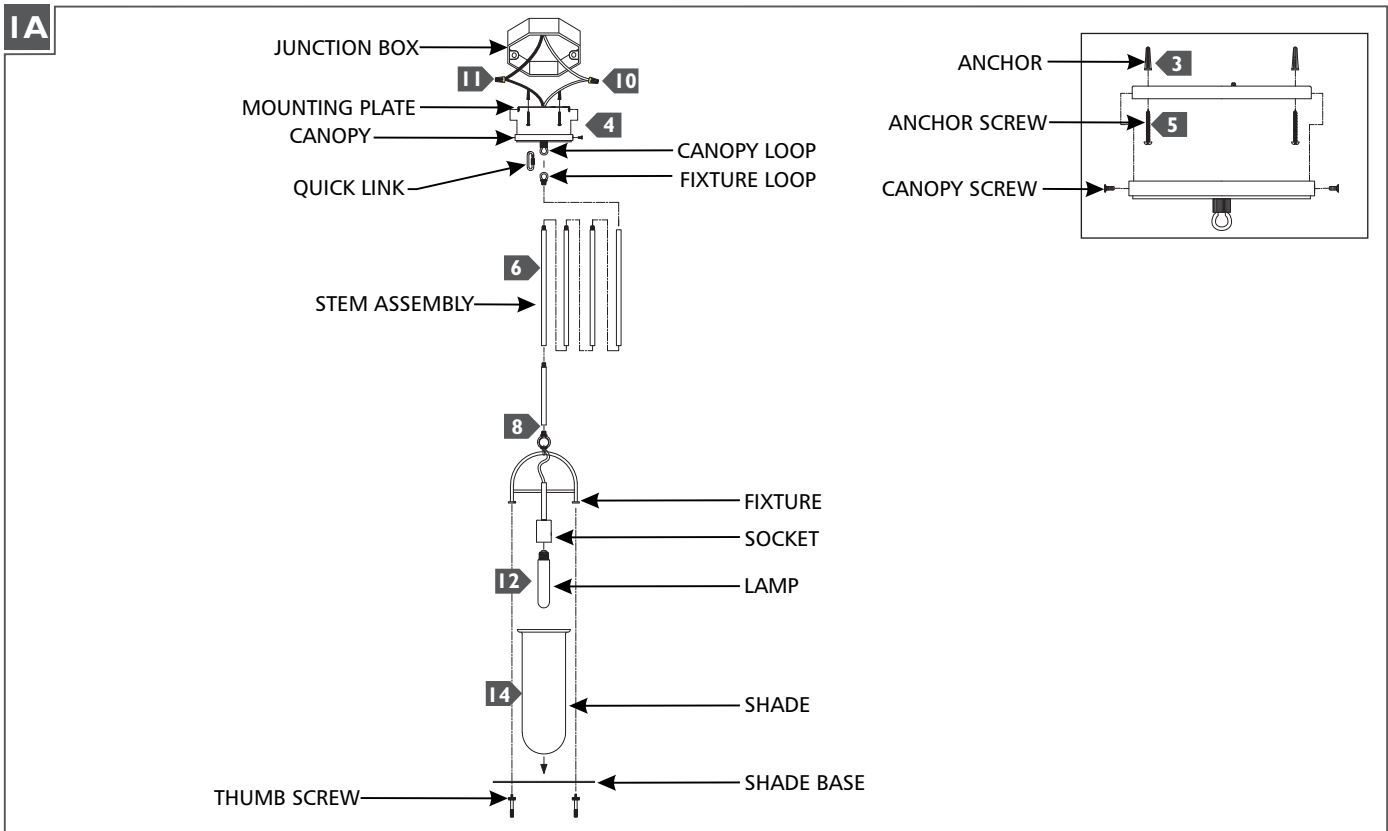 1A
JUNCTION BOX
11
10
MOUNTING PLATE
4
CANOPY
CANOPY LOOP
QUICK LINK
FIXTURE LOOP
6
STEM ASSEMBLY
8
FIXTURE
SOCKET
12
LAMP
14
SHADE
SHADE BASE
THUMB SCREW
ANCHOR
3
ANCHOR SCREW
5
CANOPY SCREW